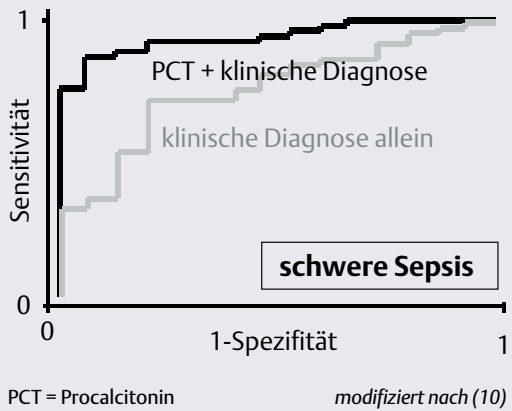 1
Sensitivität
PCT + klinische Diagnose
klinische Diagnose allein
schwere Sepsis
0
0
1-Spezifität
1
PCT = Procalcitonin
modifiziert nach (10)